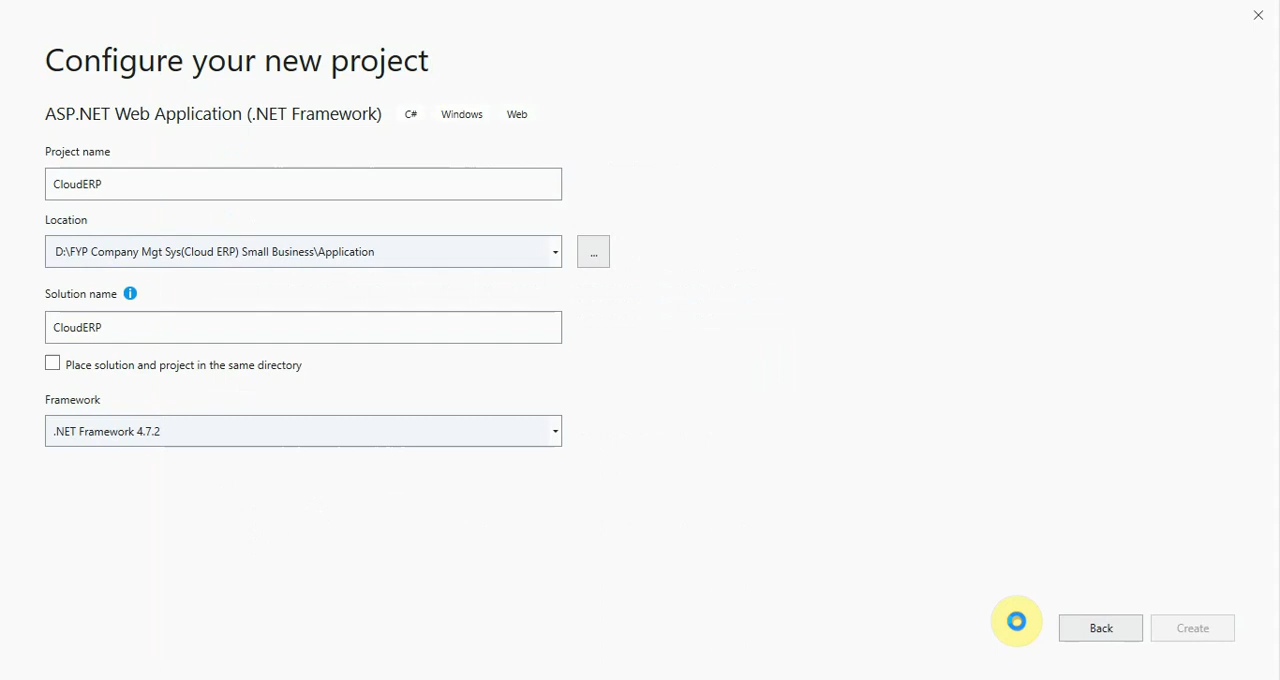 Configure your new project
ASP.NET Web Application (.NET Framework) C# Windows Web
Project name
CloudERP
Location
D:\FYP Company Mgt Sys(Cloud ERP) Small Business\Application
...
Solution name
CloudERP
Place solution and project in the same directory
Framework
.NET Framework 4.7.2
Back Create